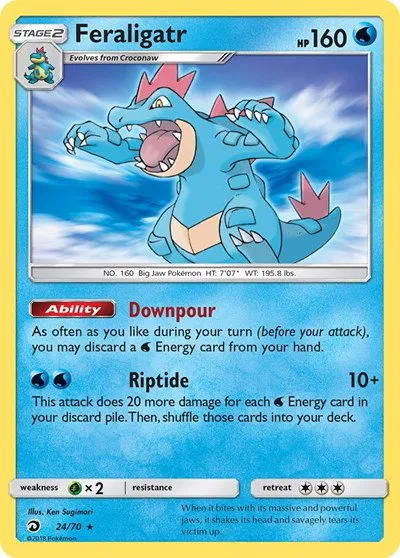 STAGE2 Feraligatr HP160
Evolves from Croconaw
NO. 160 Big Jaw Pokémon HT: 7'07" WT: 195.8 lbs.
Ability Downpour
As often as you like during your turn (before your attack),
you may discard a Energy card from your hand.
Riptide 10+
This attack does 20 more damage for each Energy card in
your discard pile. Then, shuffle those cards into your deck.
weakness ×2 resistance retreat
Illus. Ken Sugimori
24/70 ★
©2018 Pokémon
When it bites with its massive and powerful
jaws, it shakes its head and savagely tears its
victim up.